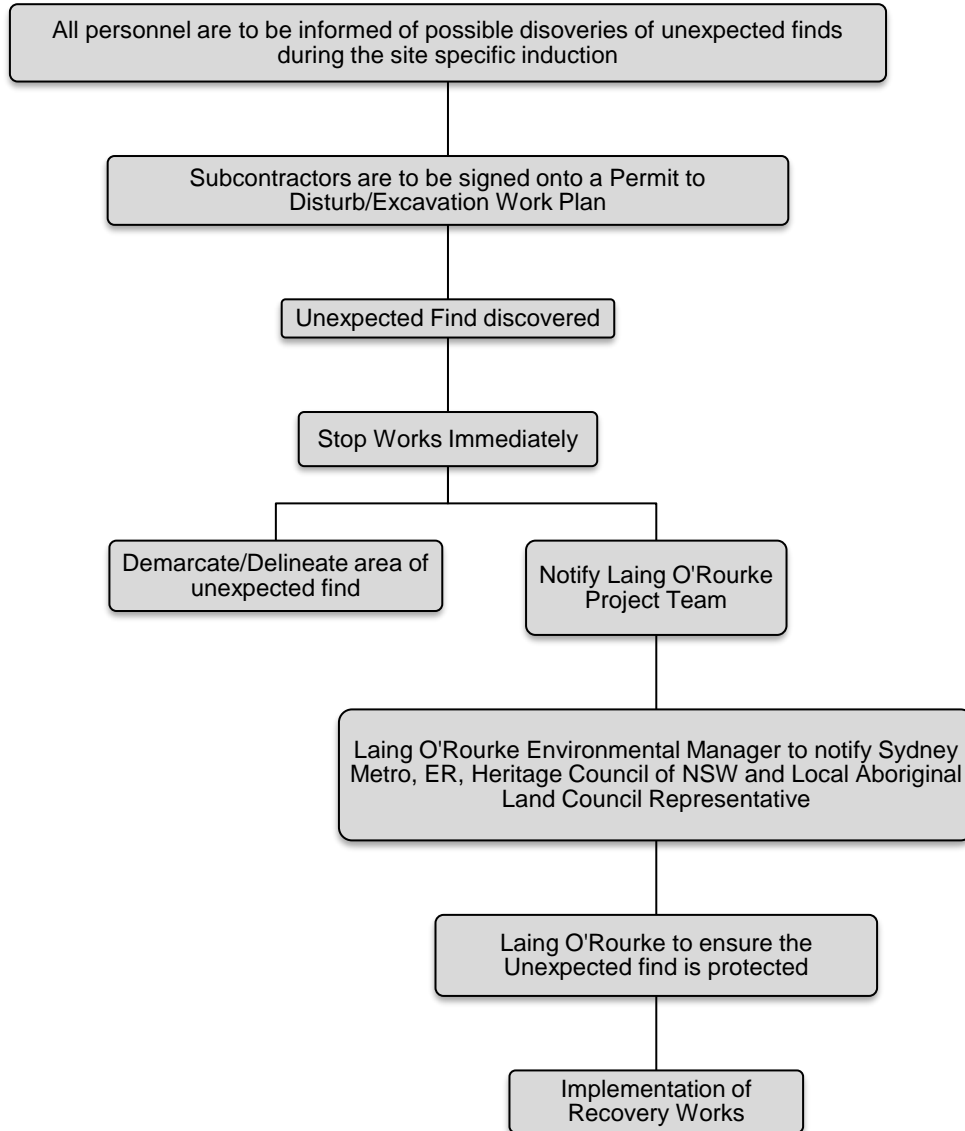 All personnel are to be informed of possible disoveries of unexpected finds
during the site specific induction
Subcontractors are to be signed onto a Permit to
Disturb/Excavation Work Plan
Unexpected Find discovered
Stop Works Immediately
Demarcate/Delineate area of
unexpected find
Notify Laing O'Rourke
Project Team
Laing O'Rourke Environmental Manager to notify Sydney
Metro, ER, Heritage Council of NSW and Local Aboriginal
Land Council Representative
Laing O'Rourke to ensure the
Unexpected find is protected
Implementation of
Recovery Works